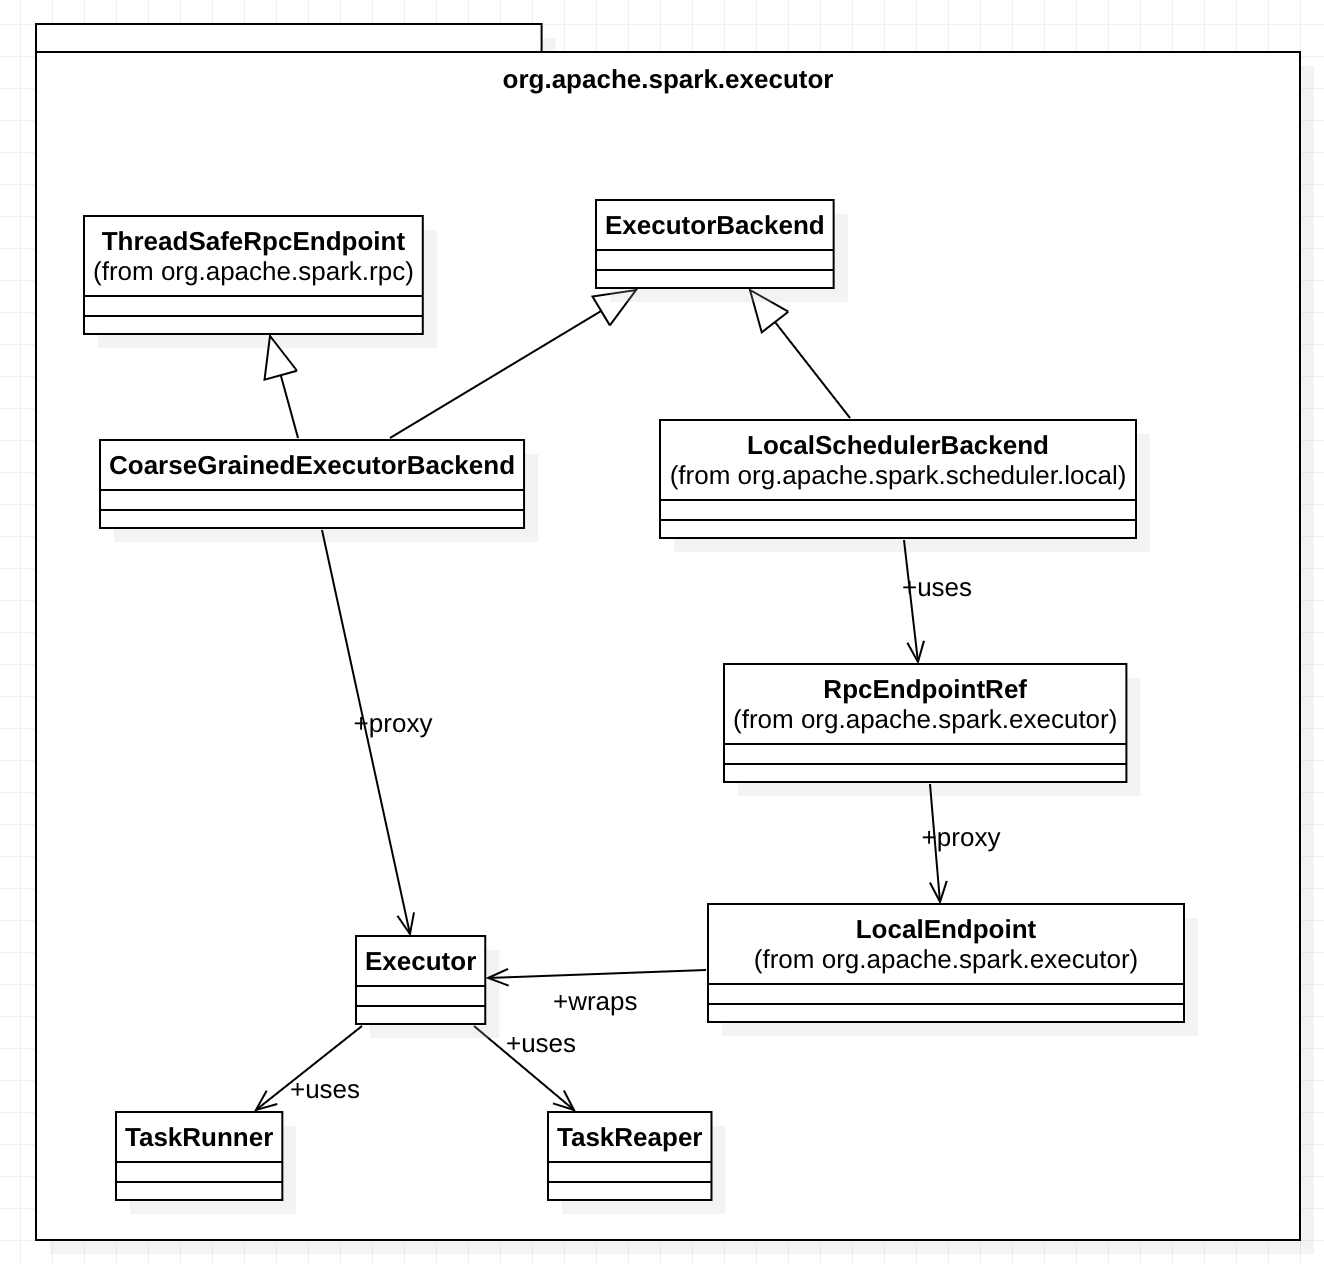 org.apache.spark.executor
ThreadSafeRpcEndpoint
(from org.apache.spark.rpc)
ExecutorBackend
CoarseGrainedExecutorBackend
LocalSchedulerBackend
(from org.apache.spark.scheduler.local)
+uses
RpcEndpointRef
(from org.apache.spark.executor)
+proxy
+proxy
LocalEndpoint
(from org.apache.spark.executor)
Executor
+wraps
+uses
+uses
TaskRunner
TaskReaper